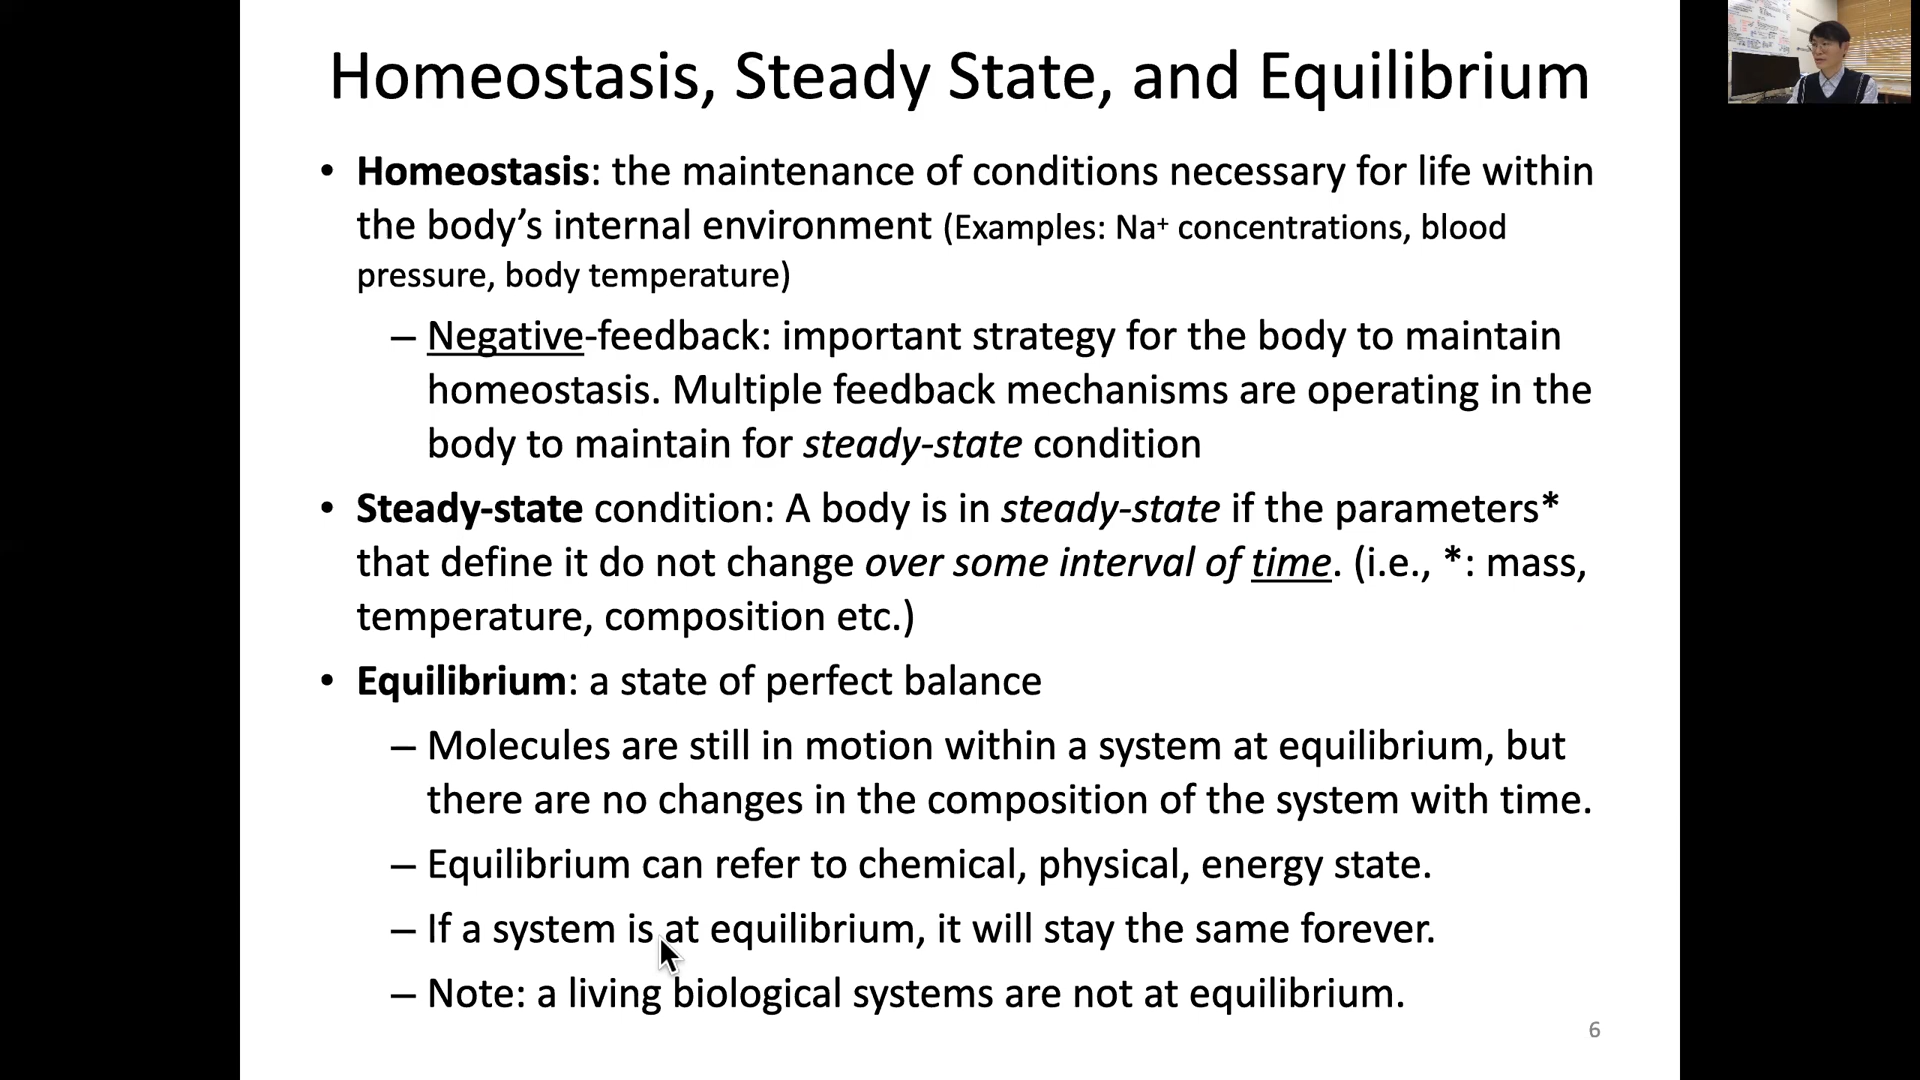 Homeostasis, Steady State, and Equilibrium
• Homeostasis: the maintenance of conditions necessary for life within
the body’s internal environment (Examples: Na⁺ concentrations, blood
pressure, body temperature)
– Negative-feedback: important strategy for the body to maintain
homeostasis. Multiple feedback mechanisms are operating in the
body to maintain for steady-state condition
• Steady-state condition: A body is in steady-state if the parameters*
that define it do not change over some interval of time. (i.e., *: mass,
temperature, composition etc.)
• Equilibrium: a state of perfect balance
– Molecules are still in motion within a system at equilibrium, but
there are no changes in the composition of the system with time.
– Equilibrium can refer to chemical, physical, energy state.
– If a system is at equilibrium, it will stay the same forever.
– Note: a living biological systems are not at equilibrium.
6